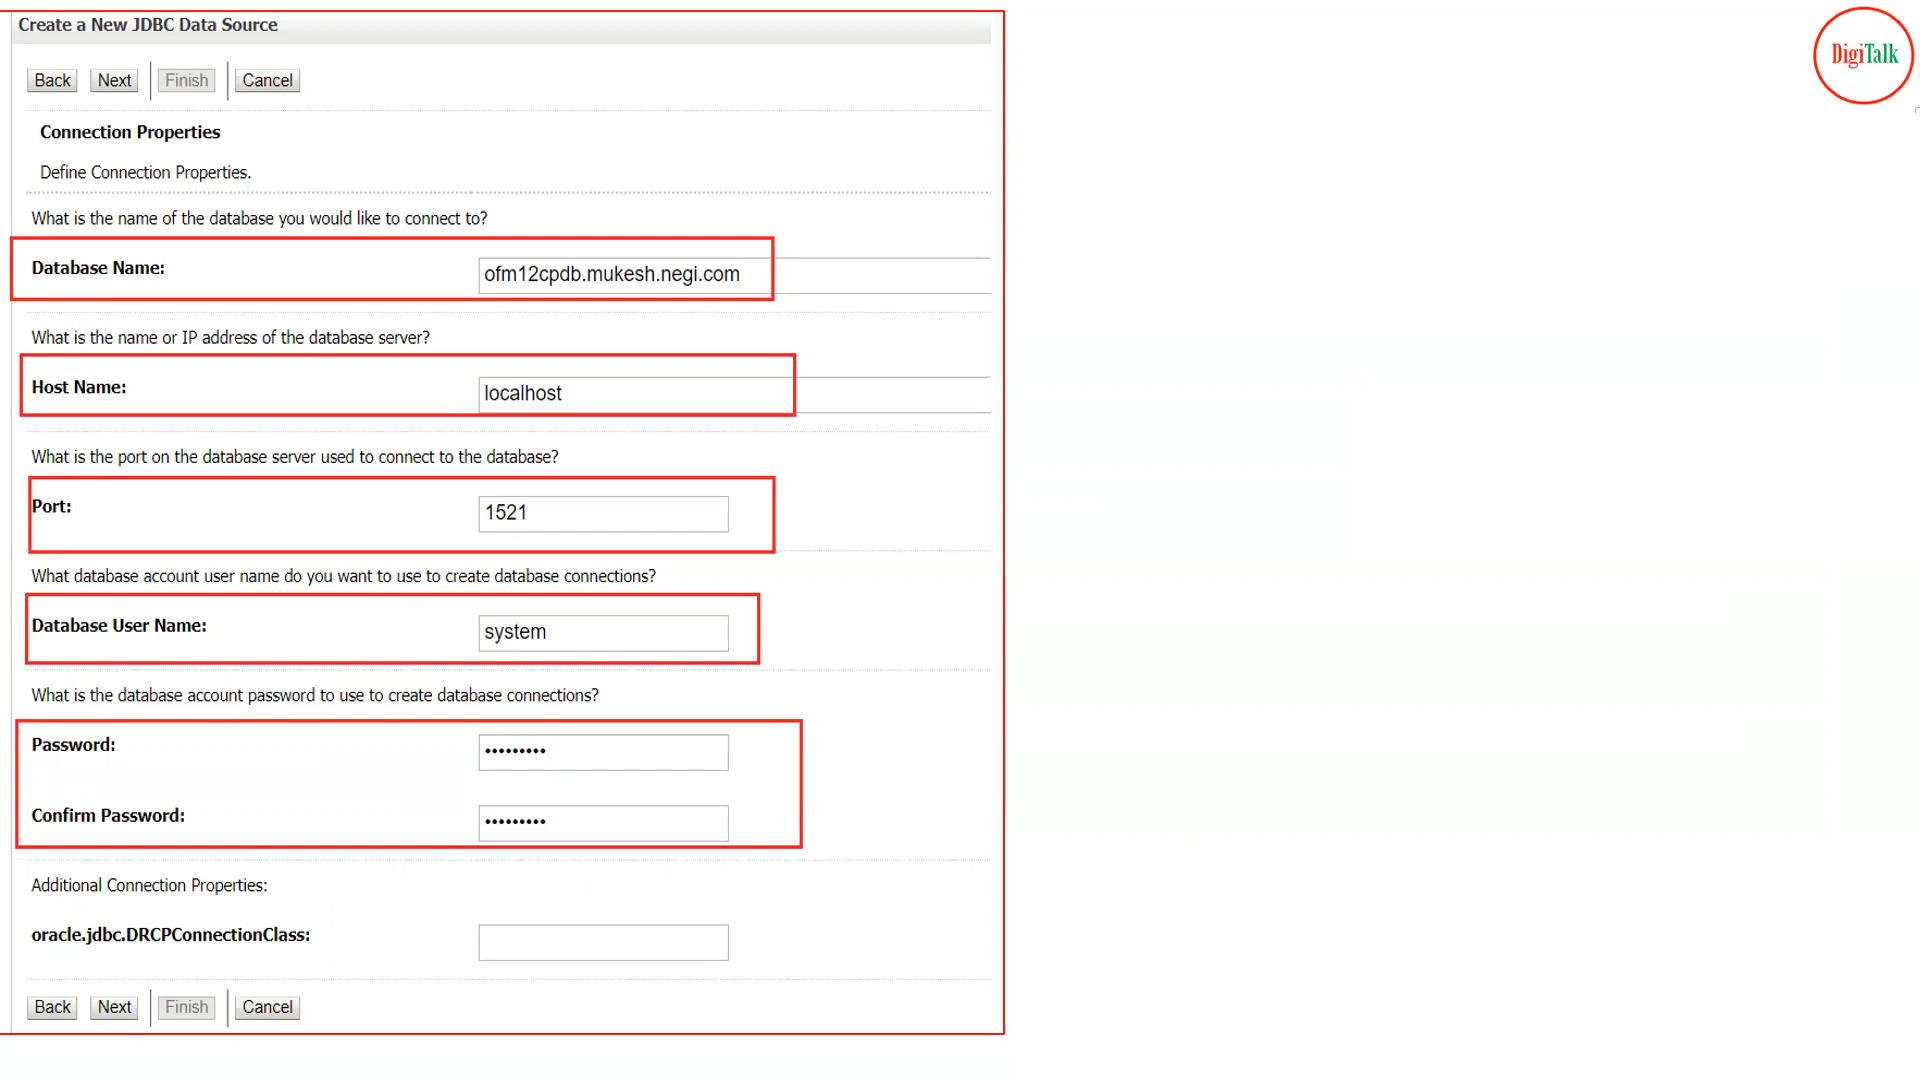 Create a New JDBC Data Source
DigiTalk
Back Next Finish Cancel
Connection Properties
Define Connection Properties.
What is the name of the database you would like to connect to?
Database Name: ofm12cpdb.mukesh.negi.com
What is the name or IP address of the database server?
Host Name: localhost
What is the port on the database server used to connect to the database?
Port: 1521
What database account user name do you want to use to create database connections?
Database User Name: system
What is the database account password to use to create database connections?
Password: •••••••••
Confirm Password: •••••••••
Additional Connection Properties:
oracle.jdbc.DRCPConnectionClass:
Back Next Finish Cancel